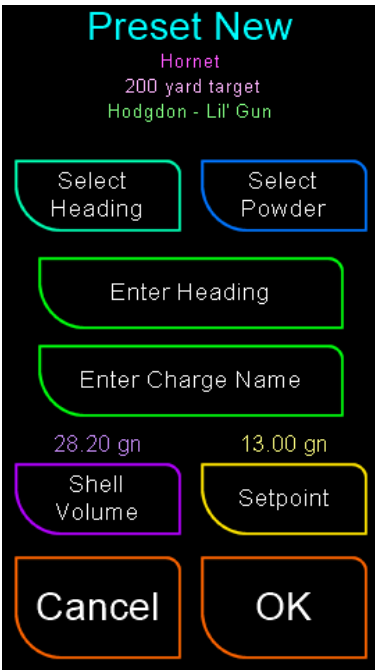 Preset New
Hornet
200 yard target
Hodgdon - Lil' Gun
Select
Heading
Select
Powder
Enter Heading
Enter Charge Name
28.20 gn
13.00 gn
Shell
Volume
Setpoint
Cancel
OK